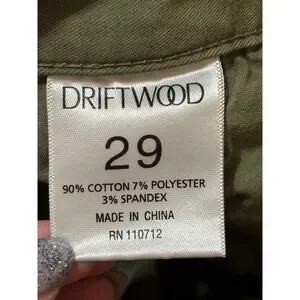 DRIFTWOOD
29
90% COTTON 7% POLYESTER
3% SPANDEX
MADE IN CHINA
RN 110712